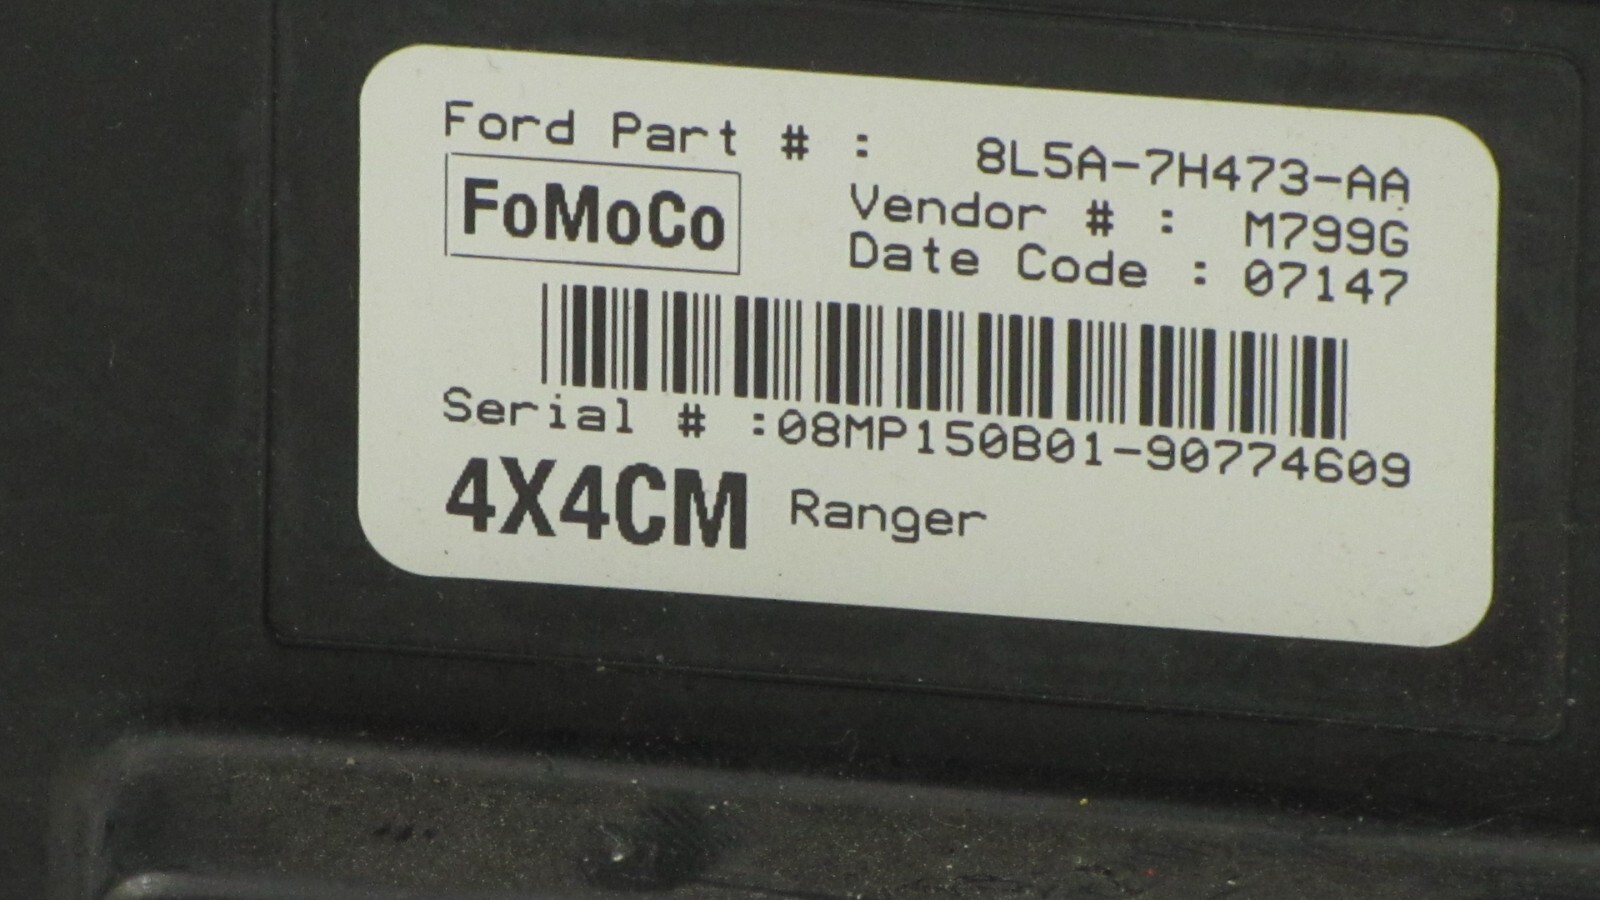 Ford Part # : 8L5A-7H473-AA
FoMoCo
Vendor # : M799G
Date Code : 07147
Serial # :08MP150B01-90774609
4X4CM Ranger